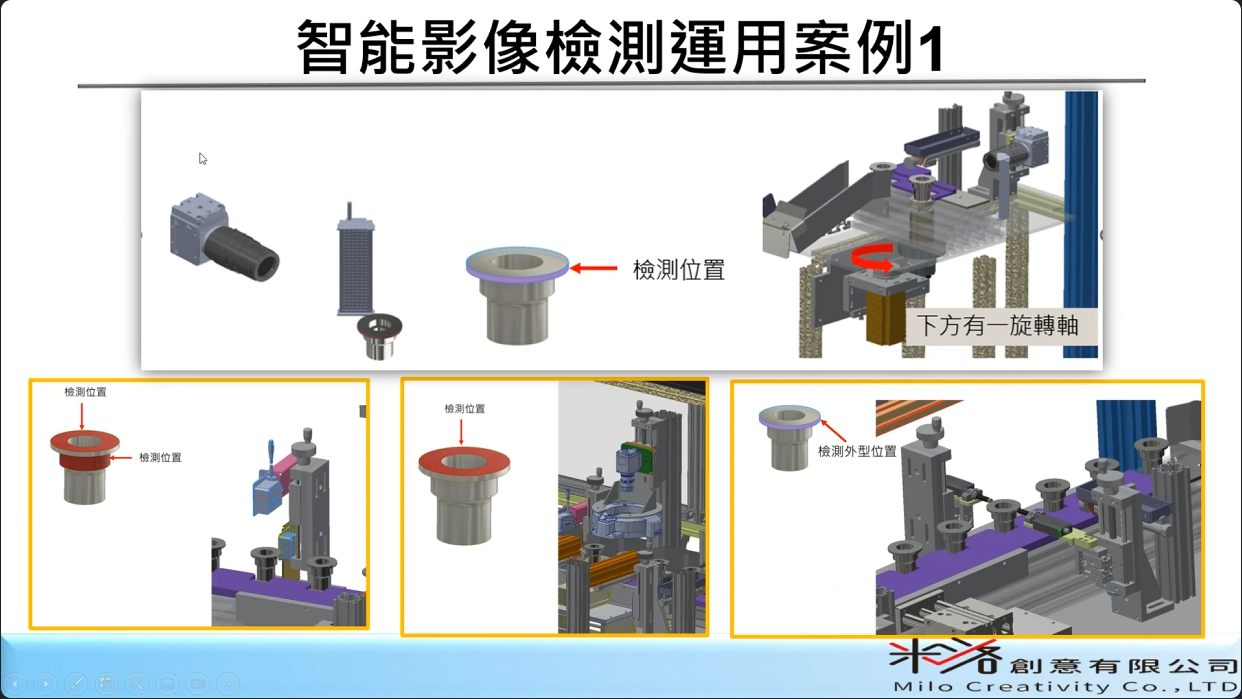 智能影像檢測運用案例1
檢測位置
下方有一旋轉軸
檢測位置
檢測位置
檢測位置
檢測外型位置
米洛創意有限公司
Milo Creativity Co.,LTD